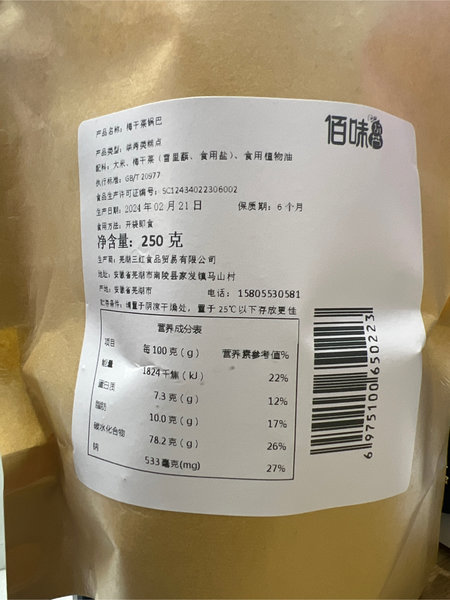 佰味
产品名称：梅干菜锅巴
产品类型：烘烤类糕点
配料：大米、梅干菜（雪里蕻、食用盐）、食用植物油
执行标准：GB/T 20977
食品生产许可证编号：SC12434022306002
生产日期：2024 年 02 月 21 日 保质期：6 个月
食用方法：开袋即食
净含量：250 克
生产商：芜湖三红食品贸易有限公司
地址：安徽省芜湖市南陵县家发镇马山村
产地：安徽省芜湖市 电话：15805530581
贮存条件：请置于阴凉干燥处，置于 25℃以下存放更佳
营养成分表
项目 每 100 克（g） 营养素参考值%
能量 1824 千焦（kJ） 22%
蛋白质 7.3 克（g） 12%
脂肪 10.0 克（g） 17%
碳水化合物 78.2 克（g） 26%
钠 533 毫克(mg) 27%
6 975100 650223